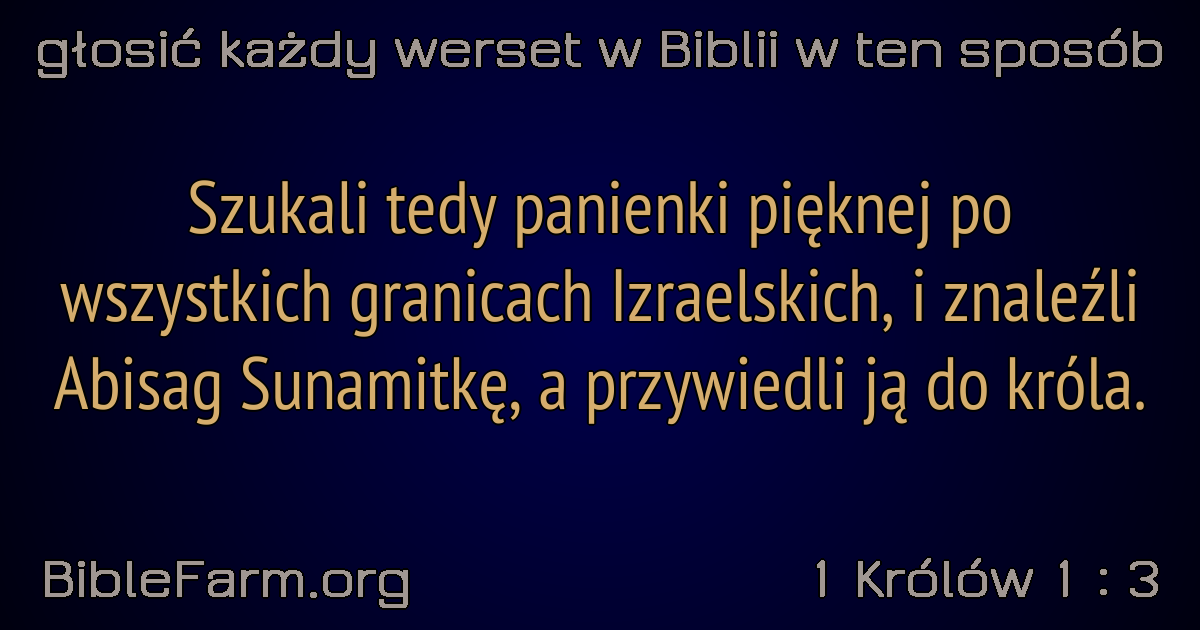 głosić każdy werset w Biblii w ten sposób
Szukali tedy panienki pięknej po
wszystkich granicach Izraelskich, i znaleźli
Abisag Sunamitkę, a przywiedli ją do króla.
BibleFarm.org
1 Królów 1 : 3